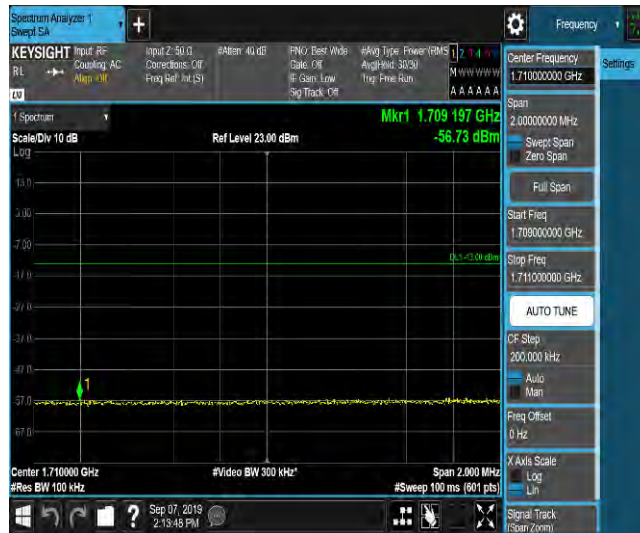 Spectrum Analyzer 1
Swept SA
Frequency
KEYSIGHT
Input: RF
Coupling: AC
Align: Off
Input Z: 50 Ω
Corrections: Off
Freq Ref: Int (S)
#Atten: 40 dB
PNO: Best Wide
Gate: Off
IF Gain: Low
Sig Track: Off
#Avg Type: Power (RMS
Avg|Hold: 30/30
Trig: Free Run
RL
LXI
M W W W W W
A A A A A A
1 Spectrum
Mkr1 1.709 197 GHz
Scale/Div 10 dB
Ref Level 23.00 dBm
-56.73 dBm
Log
13.0
3.00
-7.00
DL1 -13.00 dBm
-17.0
-27.0
-37.0
-47.0
1
-57.0
-67.0
Center 1.710000 GHz
#Video BW 300 kHz*
Span 2.000 MHz
#Res BW 100 kHz
#Sweep 100 ms (601 pts)
Sep 07, 2019
2:13:48 PM
Center Frequency
1.710000000 GHz
Settings
Span
2.00000000 MHz
Swept Span
Zero Span
Full Span
Start Freq
1.709000000 GHz
Stop Freq
1.711000000 GHz
AUTO TUNE
CF Step
200.000 kHz
Auto
Man
Freq Offset
0 Hz
X Axis Scale
Log
Lin
Signal Track
(Span Zoom)